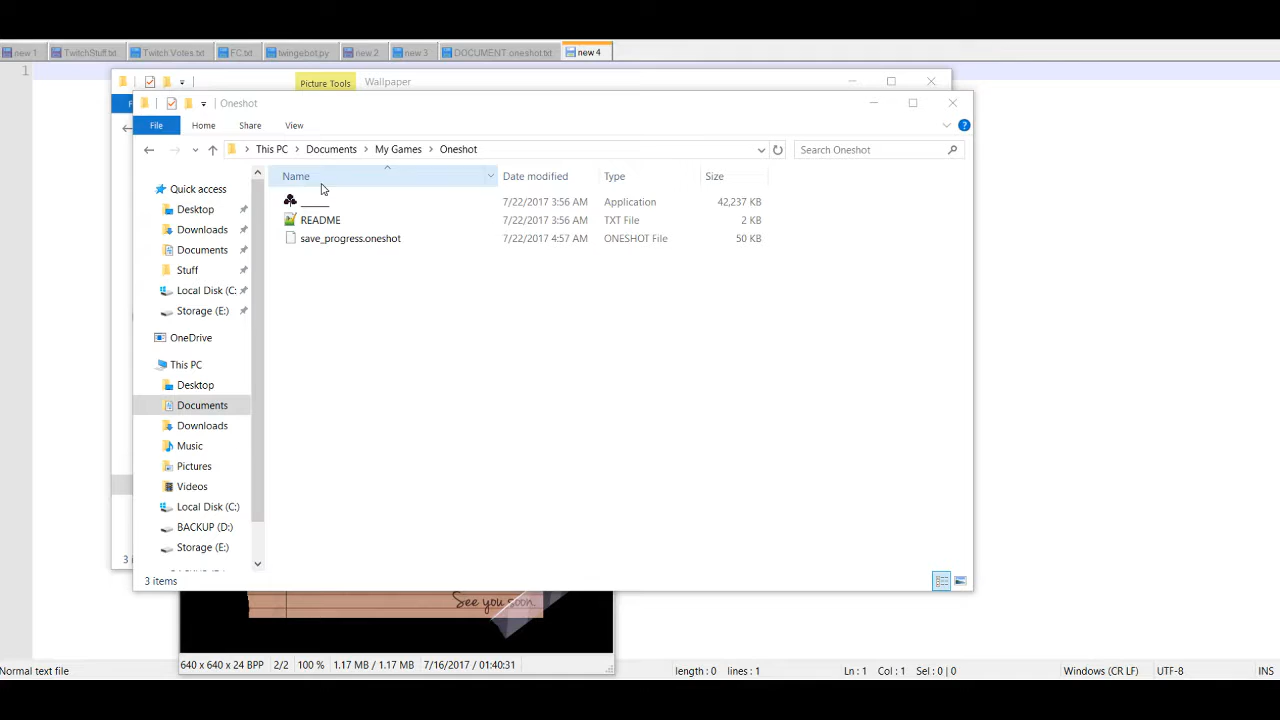 new 1 TwitchStuff.txt Twitch Votes.txt FC.txt twingebot.py new 2 new 3 DOCUMENT oneshot.txt new 4
1
Picture Tools Wallpaper
Oneshot
File Home Share View
This PC Documents My Games Oneshot Search Oneshot
Name Date modified Type Size
______ 7/22/2017 3:56 AM Application 42,237 KB
README 7/22/2017 3:56 AM TXT File 2 KB
save_progress.oneshot 7/22/2017 4:57 AM ONESHOT File 50 KB
Quick access
Desktop
Downloads
Documents
Stuff
Local Disk (C:
Storage (E:)
OneDrive
This PC
Desktop
Documents
Downloads
Music
Pictures
Videos
Local Disk (C:)
BACKUP (D:)
Storage (E:)
3 items
See you soon.
640 x 640 x 24 BPP 2/2 100 % 1.17 MB / 1.17 MB 7/16/2017 / 01:40:31
Normal text file length : 0 lines : 1 Ln : 1 Col : 1 Sel : 0 | 0 Windows (CR LF) UTF-8 INS